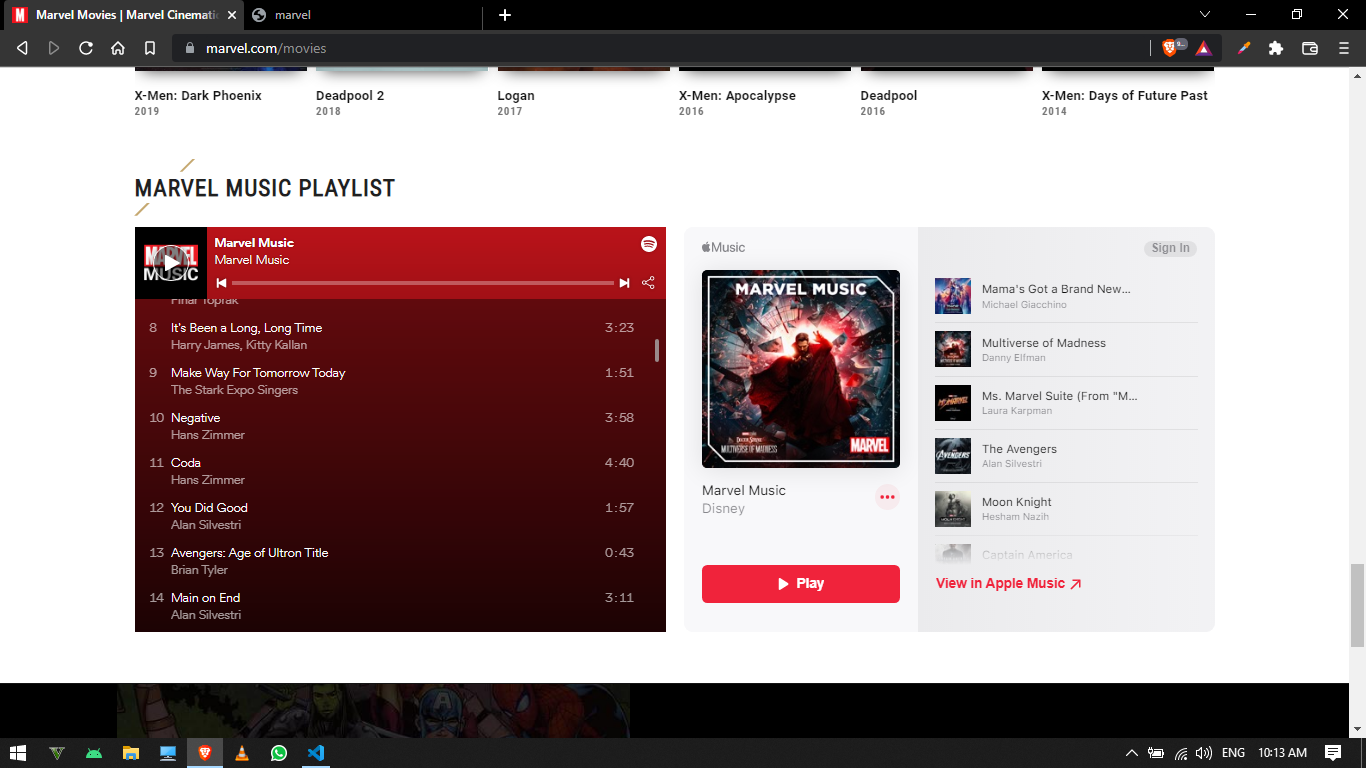 Marvel Movies | Marvel Cinematic
marvel
marvel.com/movies
X-Men: Dark Phoenix
2019
Deadpool 2
2018
Logan
2017
X-Men: Apocalypse
2016
Deadpool
2016
X-Men: Days of Future Past
2014
MARVEL MUSIC PLAYLIST
MARVEL
MUSIC
Marvel Music
Marvel Music
Pinar Toprak
8 It's Been a Long, Long Time 3:23
Harry James, Kitty Kallan
9 Make Way For Tomorrow Today 1:51
The Stark Expo Singers
10 Negative 3:58
Hans Zimmer
11 Coda 4:40
Hans Zimmer
12 You Did Good 1:57
Alan Silvestri
13 Avengers: Age of Ultron Title 0:43
Brian Tyler
14 Main on End 3:11
Alan Silvestri
Music
MARVEL MUSIC
DOCTOR STRANGE
MULTIVERSE OF MADNESS
MARVEL
Marvel Music
Disney
Play
Sign In
Mama's Got a Brand New...
Michael Giacchino
Multiverse of Madness
Danny Elfman
Ms. Marvel Suite (From "M...
Laura Karpman
The Avengers
Alan Silvestri
Moon Knight
Hesham Nazih
Captain America
View in Apple Music
ENG
10:13 AM